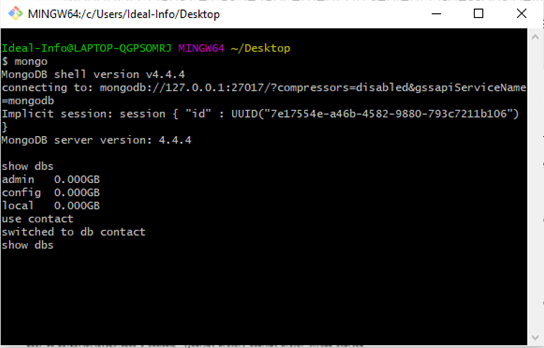 MINGW64:/c/Users/Ideal-Info/Desktop
Ideal-Info@LAPTOP-QGPSOMRJ MINGW64 ~/Desktop
$ mongo
MongoDB shell version v4.4.4
connecting to: mongodb://127.0.0.1:27017/?compressors=disabled&gssapiServiceName
=mongodb
Implicit session: session { "id" : UUID("7e17554e-a46b-4582-9880-793c7211b106")
}
MongoDB server version: 4.4.4
show dbs
admin   0.000GB
config  0.000GB
local   0.000GB
use contact
switched to db contact
show dbs